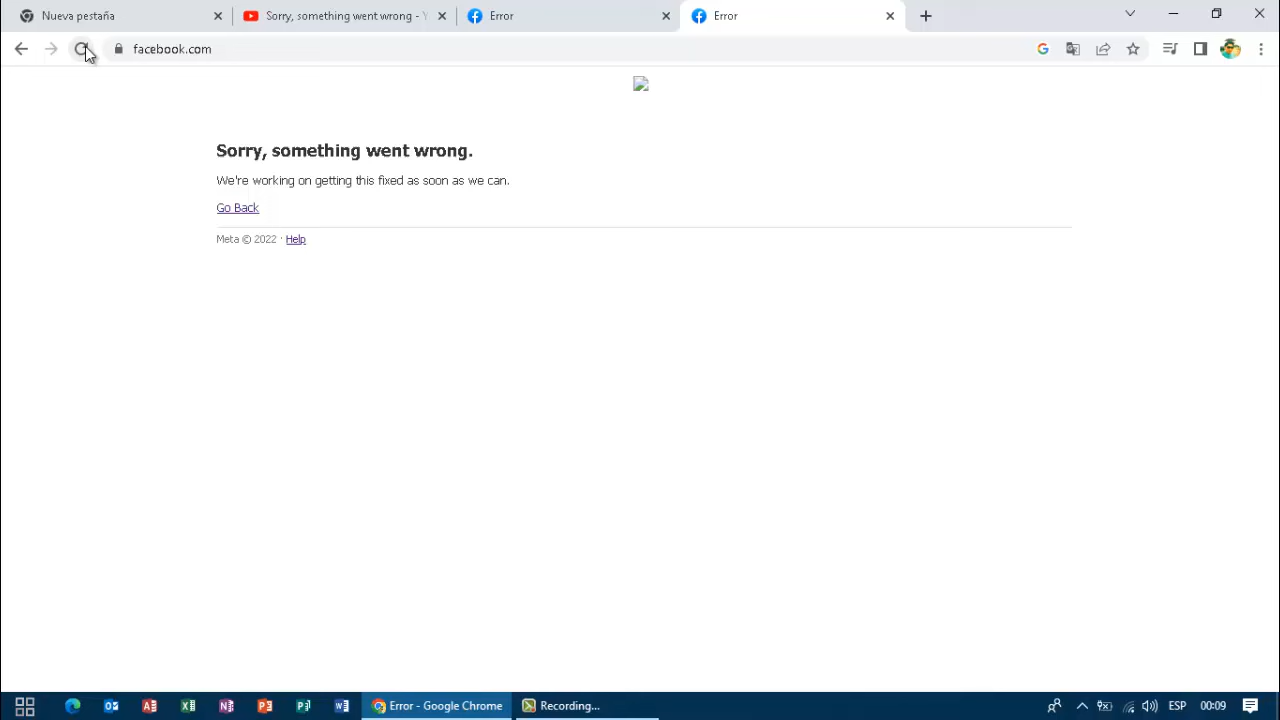 Nueva pestaña
Sorry, something went wrong - Y
Error
Error
facebook.com
Sorry, something went wrong.
We're working on getting this fixed as soon as we can.
Go Back
Meta © 2022 · Help
Error - Google Chrome
Recording...
ESP
00:09